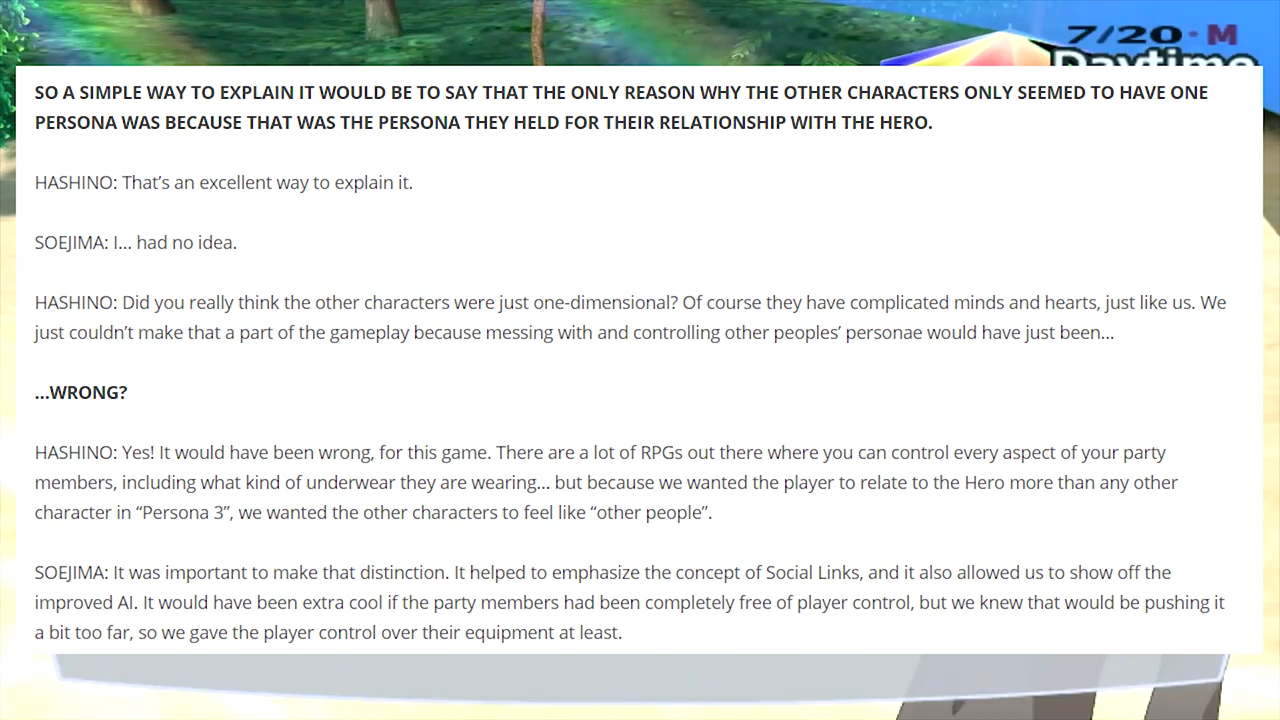 7/20・M
Daytime
SO A SIMPLE WAY TO EXPLAIN IT WOULD BE TO SAY THAT THE ONLY REASON WHY THE OTHER CHARACTERS ONLY SEEMED TO HAVE ONE
PERSONA WAS BECAUSE THAT WAS THE PERSONA THEY HELD FOR THEIR RELATIONSHIP WITH THE HERO.
HASHINO: That’s an excellent way to explain it.
SOEJIMA: I… had no idea.
HASHINO: Did you really think the other characters were just one-dimensional? Of course they have complicated minds and hearts, just like us. We
just couldn’t make that a part of the gameplay because messing with and controlling other peoples’ personae would have just been…
…WRONG?
HASHINO: Yes! It would have been wrong, for this game. There are a lot of RPGs out there where you can control every aspect of your party
members, including what kind of underwear they are wearing… but because we wanted the player to relate to the Hero more than any other
character in “Persona 3”, we wanted the other characters to feel like “other people”.
SOEJIMA: It was important to make that distinction. It helped to emphasize the concept of Social Links, and it also allowed us to show off the
improved AI. It would have been extra cool if the party members had been completely free of player control, but we knew that would be pushing it
a bit too far, so we gave the player control over their equipment at least.